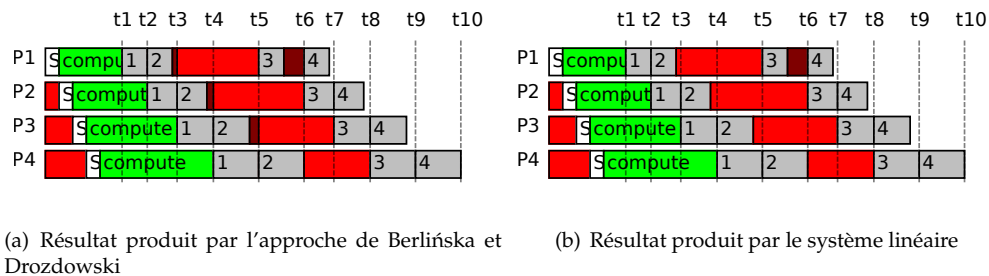 t1 t2 t3 t4 t5 t6 t7 t8 t9 t10
P1 S compu 1 2 3 4
P2 S comput 1 2 3 4
P3 S compute 1 2 3 4
P4 S compute 1 2 3 4
(a) Résultat produit par l'approche de Berlińska et
Drozdowski
t1 t2 t3 t4 t5 t6 t7 t8 t9 t10
P1 S compu 1 2 3 4
P2 S comput 1 2 3 4
P3 S compute 1 2 3 4
P4 S compute 1 2 3 4
(b) Résultat produit par le système linéaire